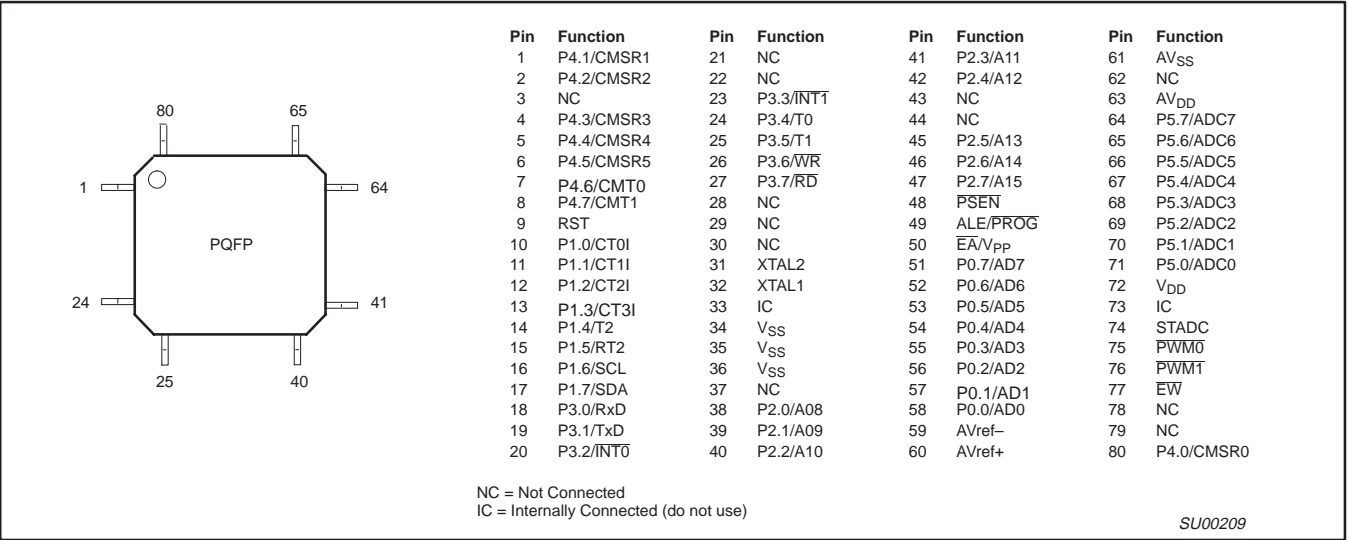 80 65
1 64
PQFP
24 41
25 40
Pin Function Pin Function Pin Function Pin Function
1 P4.1/CMSR1 21 NC 41 P2.3/A11 61 AVSS
2 P4.2/CMSR2 22 NC 42 P2.4/A12 62 NC
3 NC 23 P3.3/INT1 43 NC 63 AVDD
4 P4.3/CMSR3 24 P3.4/T0 44 NC 64 P5.7/ADC7
5 P4.4/CMSR4 25 P3.5/T1 45 P2.5/A13 65 P5.6/ADC6
6 P4.5/CMSR5 26 P3.6/WR 46 P2.6/A14 66 P5.5/ADC5
7 P4.6/CMT0 27 P3.7/RD 47 P2.7/A15 67 P5.4/ADC4
8 P4.7/CMT1 28 NC 48 PSEN 68 P5.3/ADC3
9 RST 29 NC 49 ALE/PROG 69 P5.2/ADC2
10 P1.0/CT0I 30 NC 50 EA/VPP 70 P5.1/ADC1
11 P1.1/CT1I 31 XTAL2 51 P0.7/AD7 71 P5.0/ADC0
12 P1.2/CT2I 32 XTAL1 52 P0.6/AD6 72 VDD
13 P1.3/CT3I 33 IC 53 P0.5/AD5 73 IC
14 P1.4/T2 34 VSS 54 P0.4/AD4 74 STADC
15 P1.5/RT2 35 VSS 55 P0.3/AD3 75 PWM0
16 P1.6/SCL 36 VSS 56 P0.2/AD2 76 PWM1
17 P1.7/SDA 37 NC 57 P0.1/AD1 77 EW
18 P3.0/RxD 38 P2.0/A08 58 P0.0/AD0 78 NC
19 P3.1/TxD 39 P2.1/A09 59 AVref– 79 NC
20 P3.2/INT0 40 P2.2/A10 60 AVref+ 80 P4.0/CMSR0
NC = Not Connected
IC = Internally Connected (do not use)
SU00209